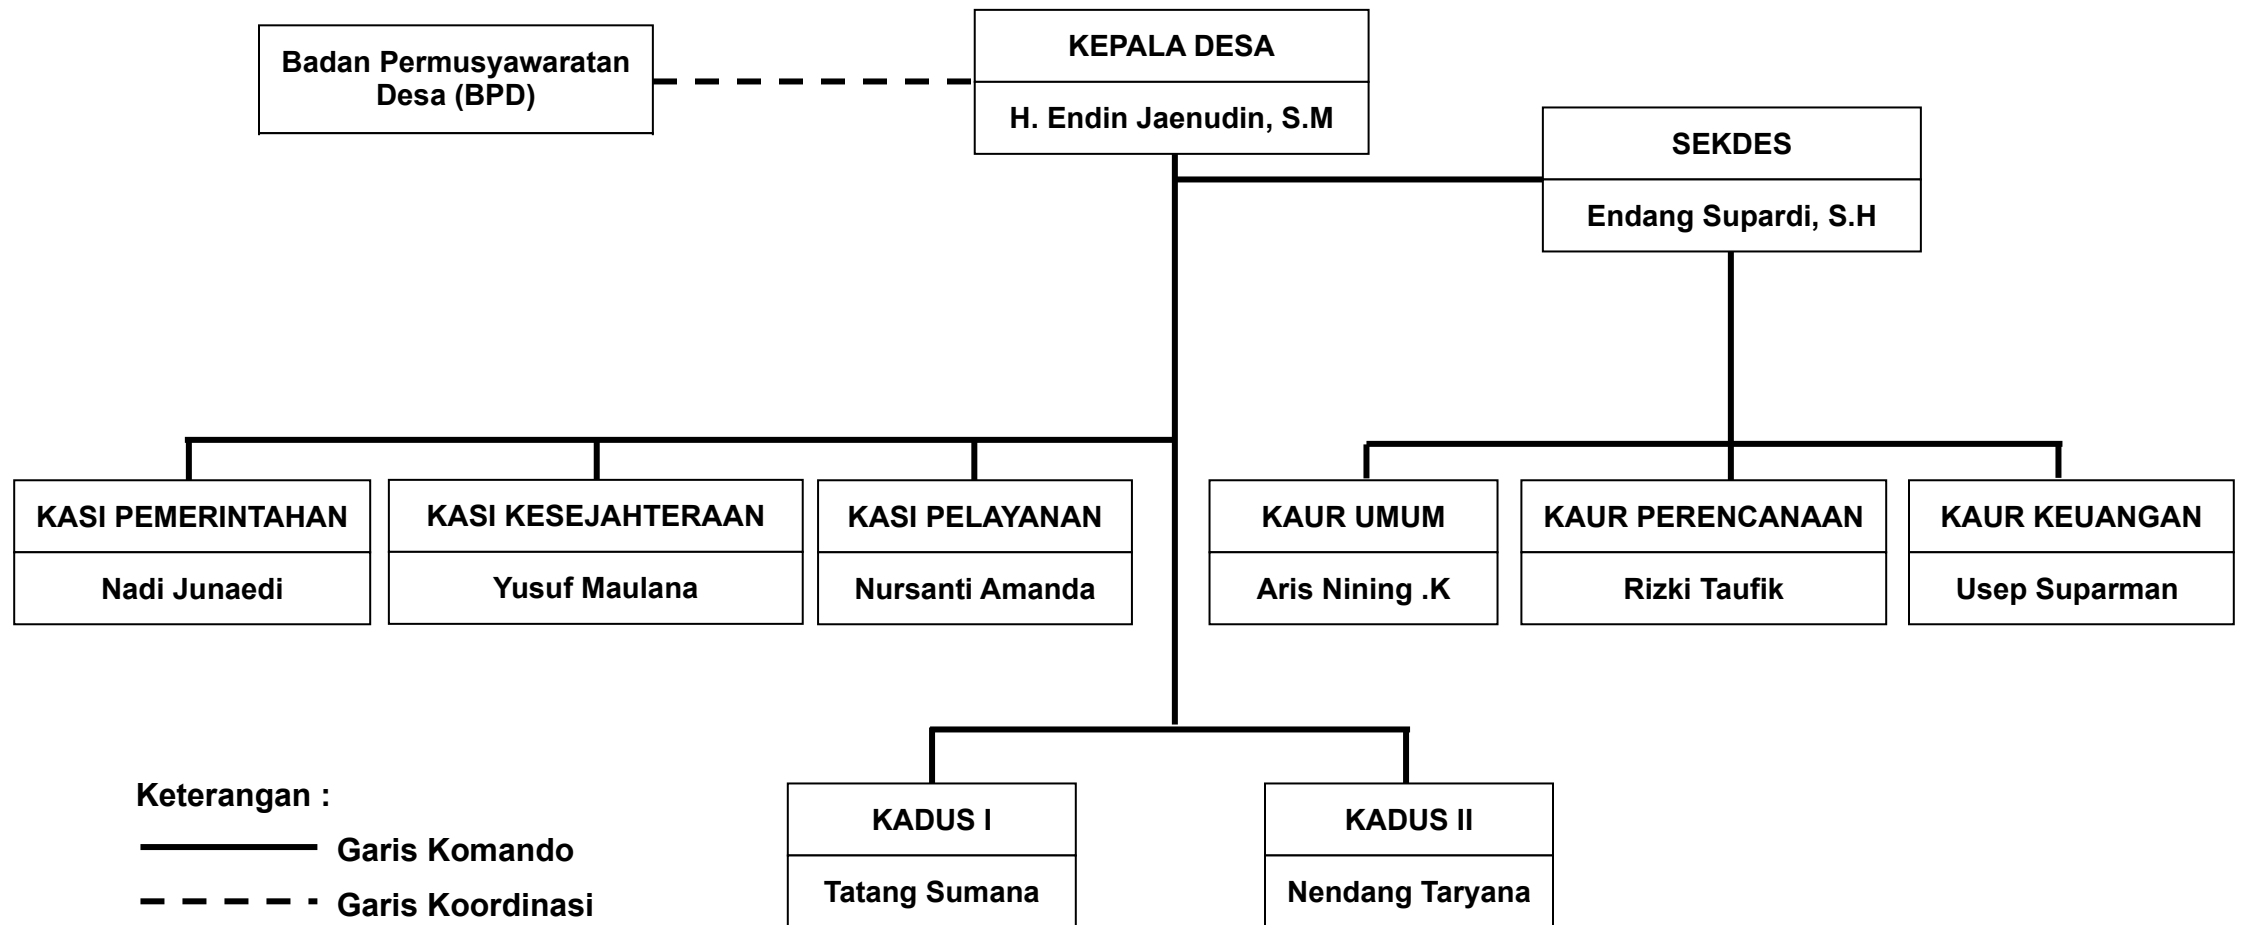 Badan Permusyawaratan
Desa (BPD)
KEPALA DESA
H. Endin Jaenudin, S.M
SEKDES
Endang Supardi, S.H
KASI PEMERINTAHAN
Nadi Junaedi
KASI KESEJAHTERAAN
Yusuf Maulana
KASI PELAYANAN
Nursanti Amanda
KAUR UMUM
Aris Nining .K
KAUR PERENCANAAN
Rizki Taufik
KAUR KEUANGAN
Usep Suparman
KADUS I
Tatang Sumana
KADUS II
Nendang Taryana
Keterangan :
Garis Komando
Garis Koordinasi